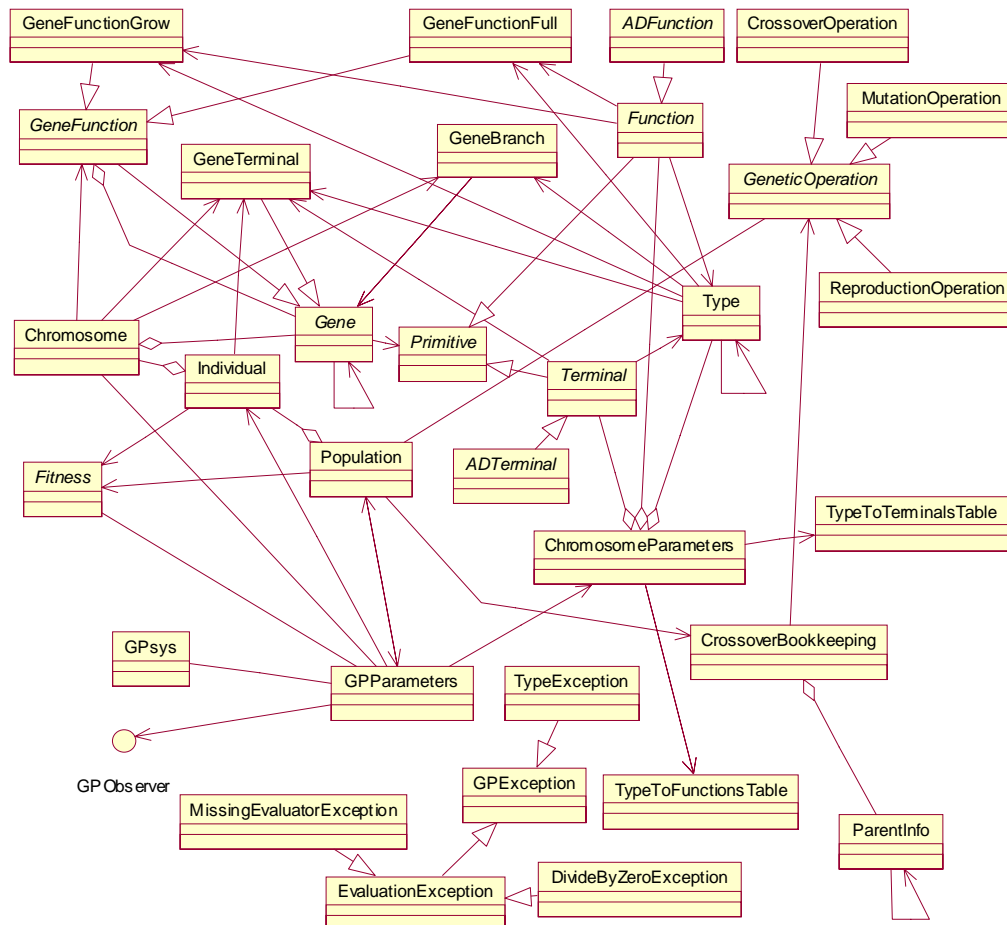 GeneFunctionGrow
GeneFunctionFull
ADFunction
CrossoverOperation
MutationOperation
GeneFunction
Function
GeneBranch
GeneTerminal
GeneticOperation
ReproductionOperation
Type
Gene
Chromosome
Primitive
Individual
Terminal
Population
ADTerminal
Fitness
TypeToTerminalsTable
ChromosomeParameters
GPsys
CrossoverBookkeeping
GPParameters
TypeException
GPObserver
GPException
TypeToFunctionsTable
MissingEvaluatorException
ParentInfo
EvaluationException
DivideByZeroException